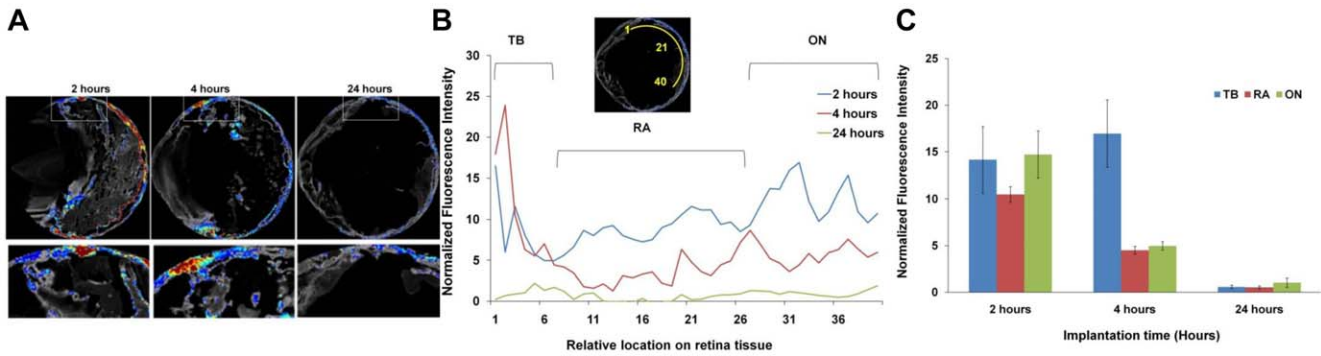 A
2 hours
4 hours
24 hours
B
TB
ON
RA
1
21
40
2 hours
4 hours
24 hours
Normalized Fluorescence Intensity
30
25
20
15
10
5
0
1
6
11
16
21
26
31
36
Relative location on retina tissue
C
TB
RA
ON
Normalized Fluorescence Intensity
25
20
15
10
5
0
2 hours
4 hours
24 hours
Implantation time (Hours)